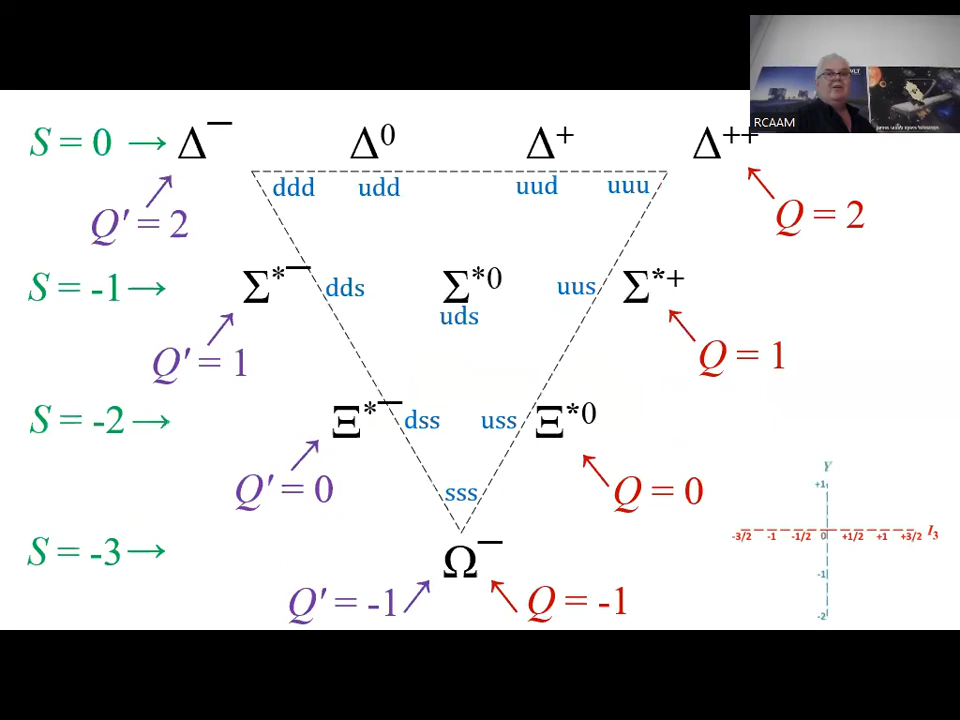 S = 0 → Δ⁻ Δ⁰ Δ⁺ Δ⁺⁺
RCAAM
ddd udd uud uuu
Q' = 2
Q = 2
S = -1 → Σ*⁻ dds Σ*⁰ uus Σ*⁺
uds
Q' = 1
Q = 1
S = -2 → Ξ*⁻ dss uss Ξ*⁰
Q' = 0
sss
Q = 0
Y
+1
-3/2 -1 -1/2 0 +1/2 +1 +3/2 I₃
-1
-2
S = -3 → Ω⁻
Q' = -1
Q = -1